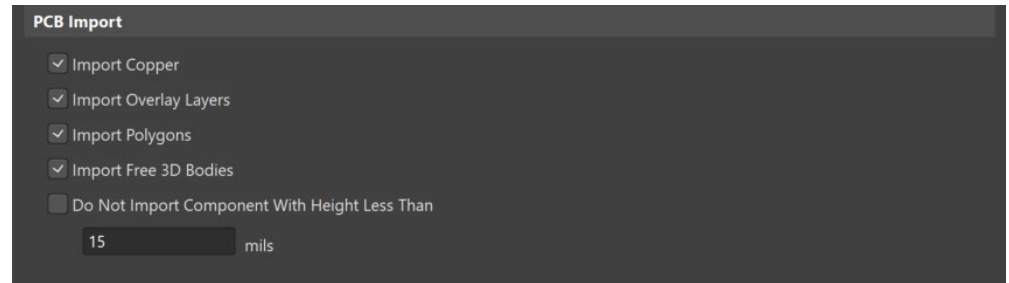 PCB Import
Import Copper
Import Overlay Layers
Import Polygons
Import Free 3D Bodies
Do Not Import Component With Height Less Than
15 mils